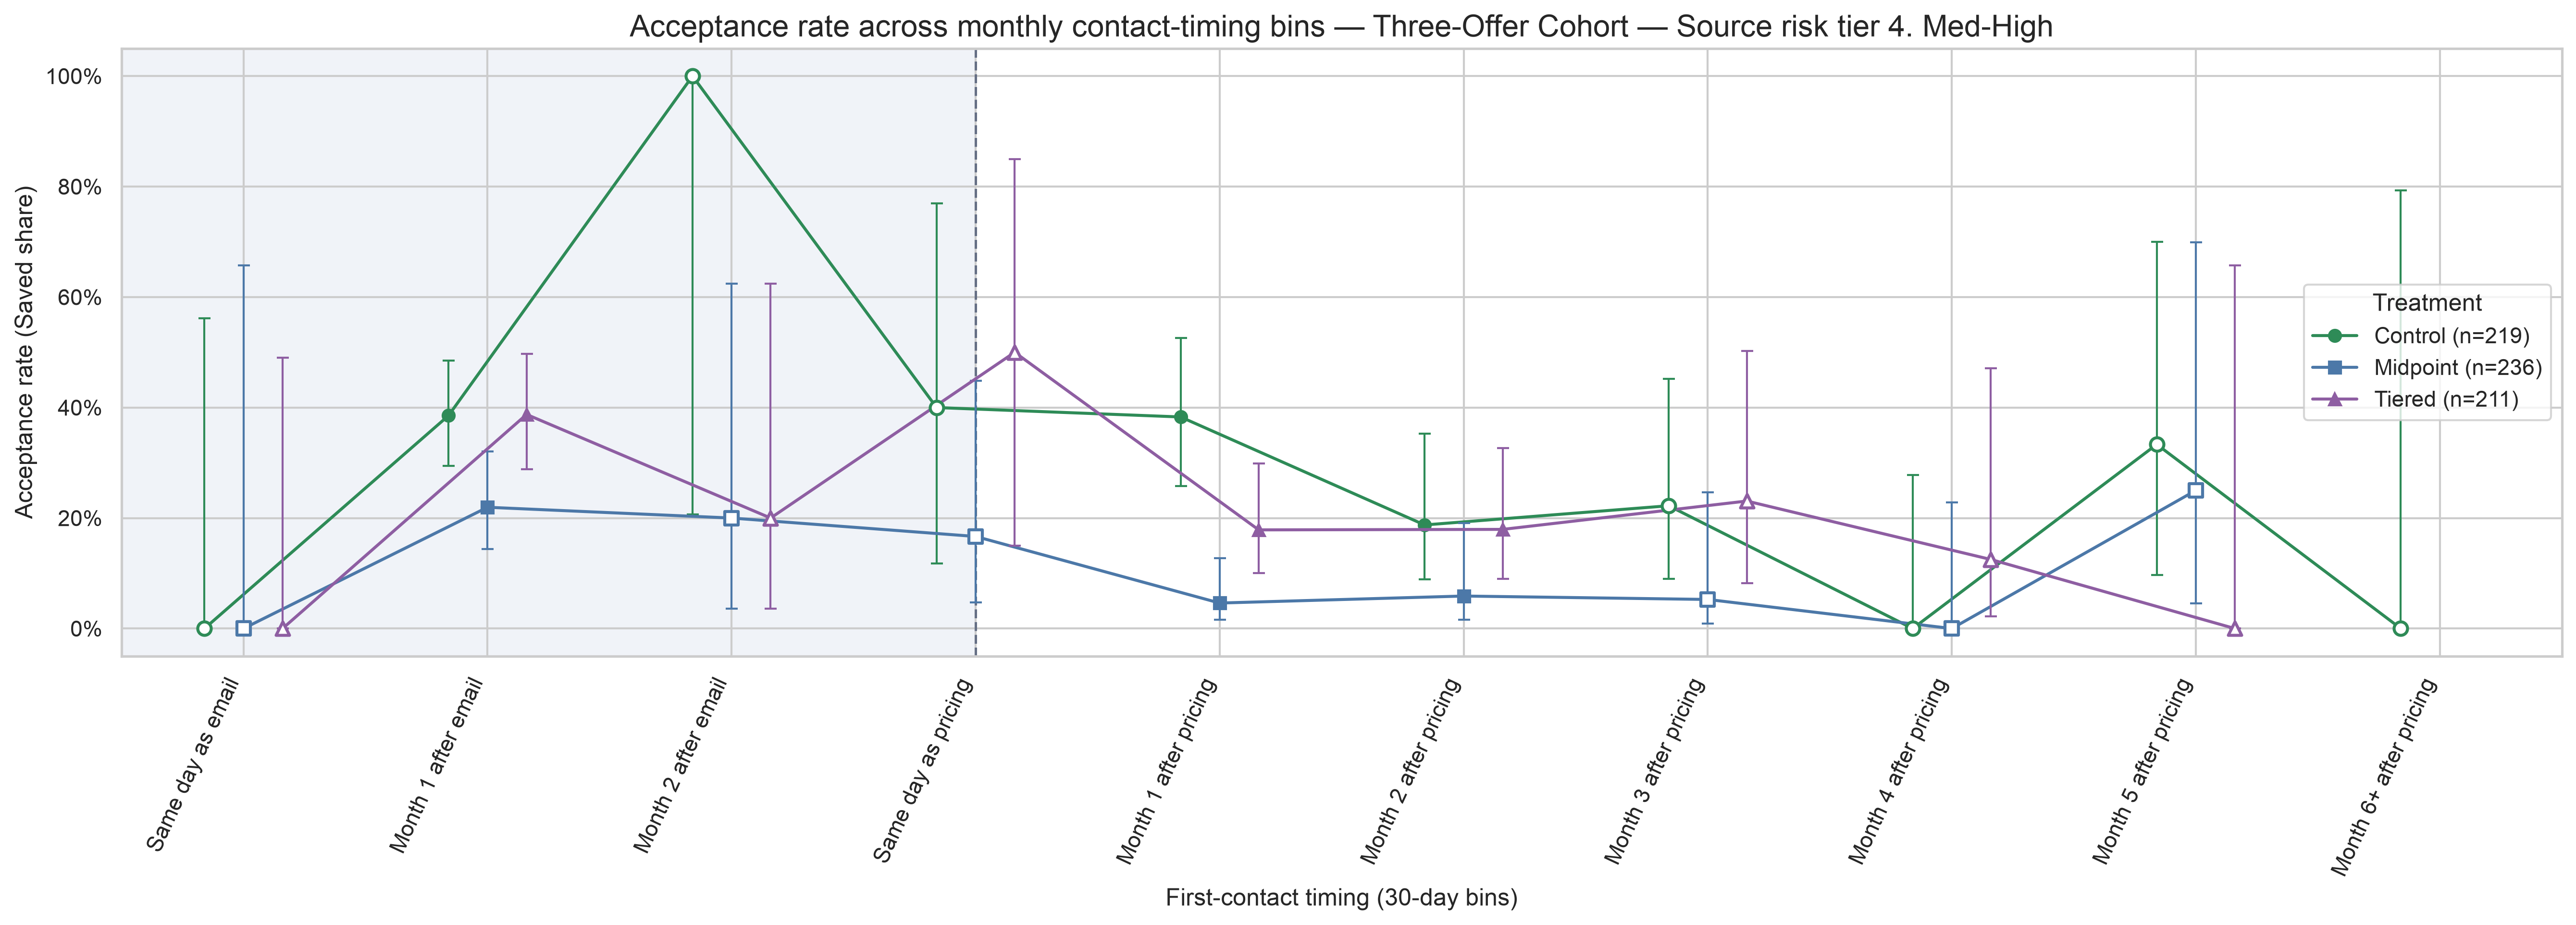 Acceptance rate across monthly contact-timing bins — Three-Offer Cohort — Source risk tier 4. Med-High
Acceptance rate (Saved share)
100%
80%
60%
40%
20%
0%
Treatment
Control (n=219)
Midpoint (n=236)
Tiered (n=211)
Same day as email
Month 1 after email
Month 2 after email
Same day as pricing
Month 1 after pricing
Month 2 after pricing
Month 3 after pricing
Month 4 after pricing
Month 5 after pricing
Month 6+ after pricing
First-contact timing (30-day bins)